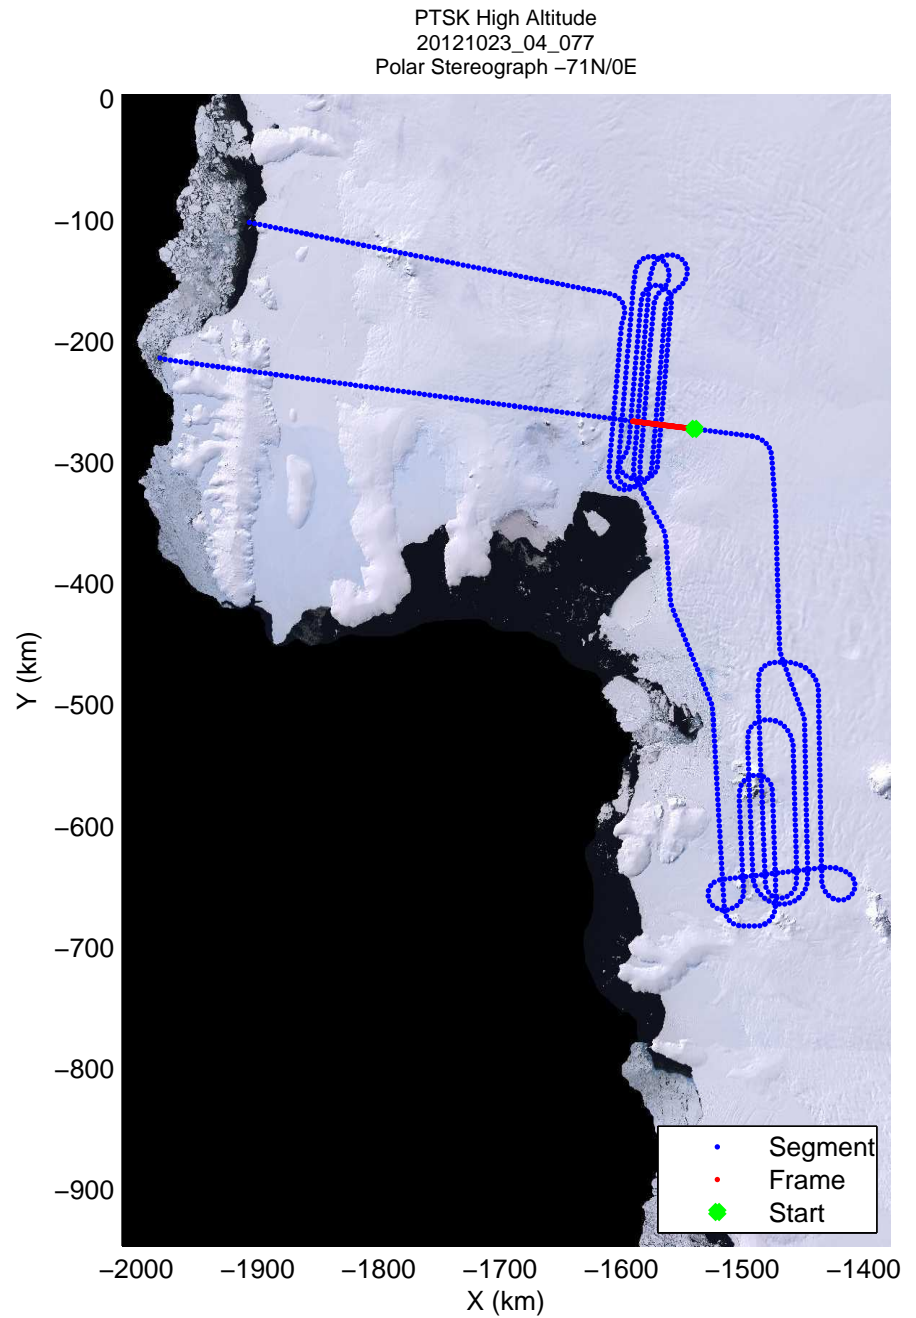 PTSK High Altitude
20121023_04_077
Polar Stereograph −71N/0E
0
−100
−200
−300
−400
−500
−600
−700
−800
−900
Y (km)
−2000 −1900 −1800 −1700 −1600 −1500 −1400
X (km)
Segment
Frame
Start